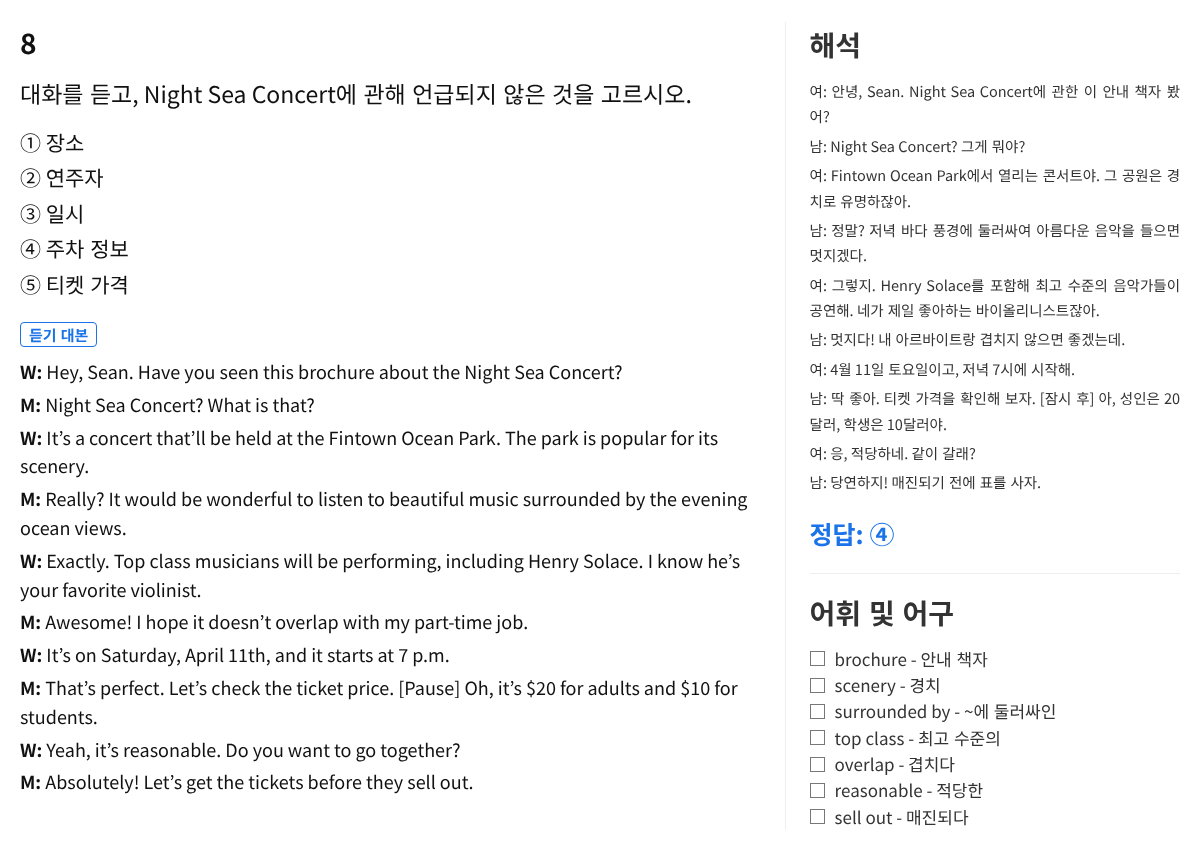 8
대화를 듣고, Night Sea Concert에 관해 언급되지 않은 것을 고르시오.
① 장소
② 연주자
③ 일시
④ 주차 정보
⑤ 티켓 가격
듣기 대본
W: Hey, Sean. Have you seen this brochure about the Night Sea Concert?
M: Night Sea Concert? What is that?
W: It’s a concert that’ll be held at the Fintown Ocean Park. The park is popular for its
scenery.
M: Really? It would be wonderful to listen to beautiful music surrounded by the evening
ocean views.
W: Exactly. Top class musicians will be performing, including Henry Solace. I know he’s
your favorite violinist.
M: Awesome! I hope it doesn’t overlap with my part-time job.
W: It’s on Saturday, April 11th, and it starts at 7 p.m.
M: That’s perfect. Let’s check the ticket price. [Pause] Oh, it’s $20 for adults and $10 for
students.
W: Yeah, it’s reasonable. Do you want to go together?
M: Absolutely! Let’s get the tickets before they sell out.
해석
여: 안녕, Sean. Night Sea Concert에 관한 이 안내 책자 봤
어?
남: Night Sea Concert? 그게 뭐야?
여: Fintown Ocean Park에서 열리는 콘서트야. 그 공원은 경
치로 유명하잖아.
남: 정말? 저녁 바다 풍경에 둘러싸여 아름다운 음악을 들으면
멋지겠다.
여: 그렇지. Henry Solace를 포함해 최고 수준의 음악가들이
공연해. 네가 제일 좋아하는 바이올리니스트잖아.
남: 멋지다! 내 아르바이트랑 겹치지 않으면 좋겠는데.
여: 4월 11일 토요일이고, 저녁 7시에 시작해.
남: 딱 좋아. 티켓 가격을 확인해 보자. [잠시 후] 아, 성인은 20
달러, 학생은 10달러야.
여: 응, 적당하네. 같이 갈래?
남: 당연하지! 매진되기 전에 표를 사자.
정답: ④
어휘 및 어구
□ brochure - 안내 책자
□ scenery - 경치
□ surrounded by - ~에 둘러싸인
□ top class - 최고 수준의
□ overlap - 겹치다
□ reasonable - 적당한
□ sell out - 매진되다